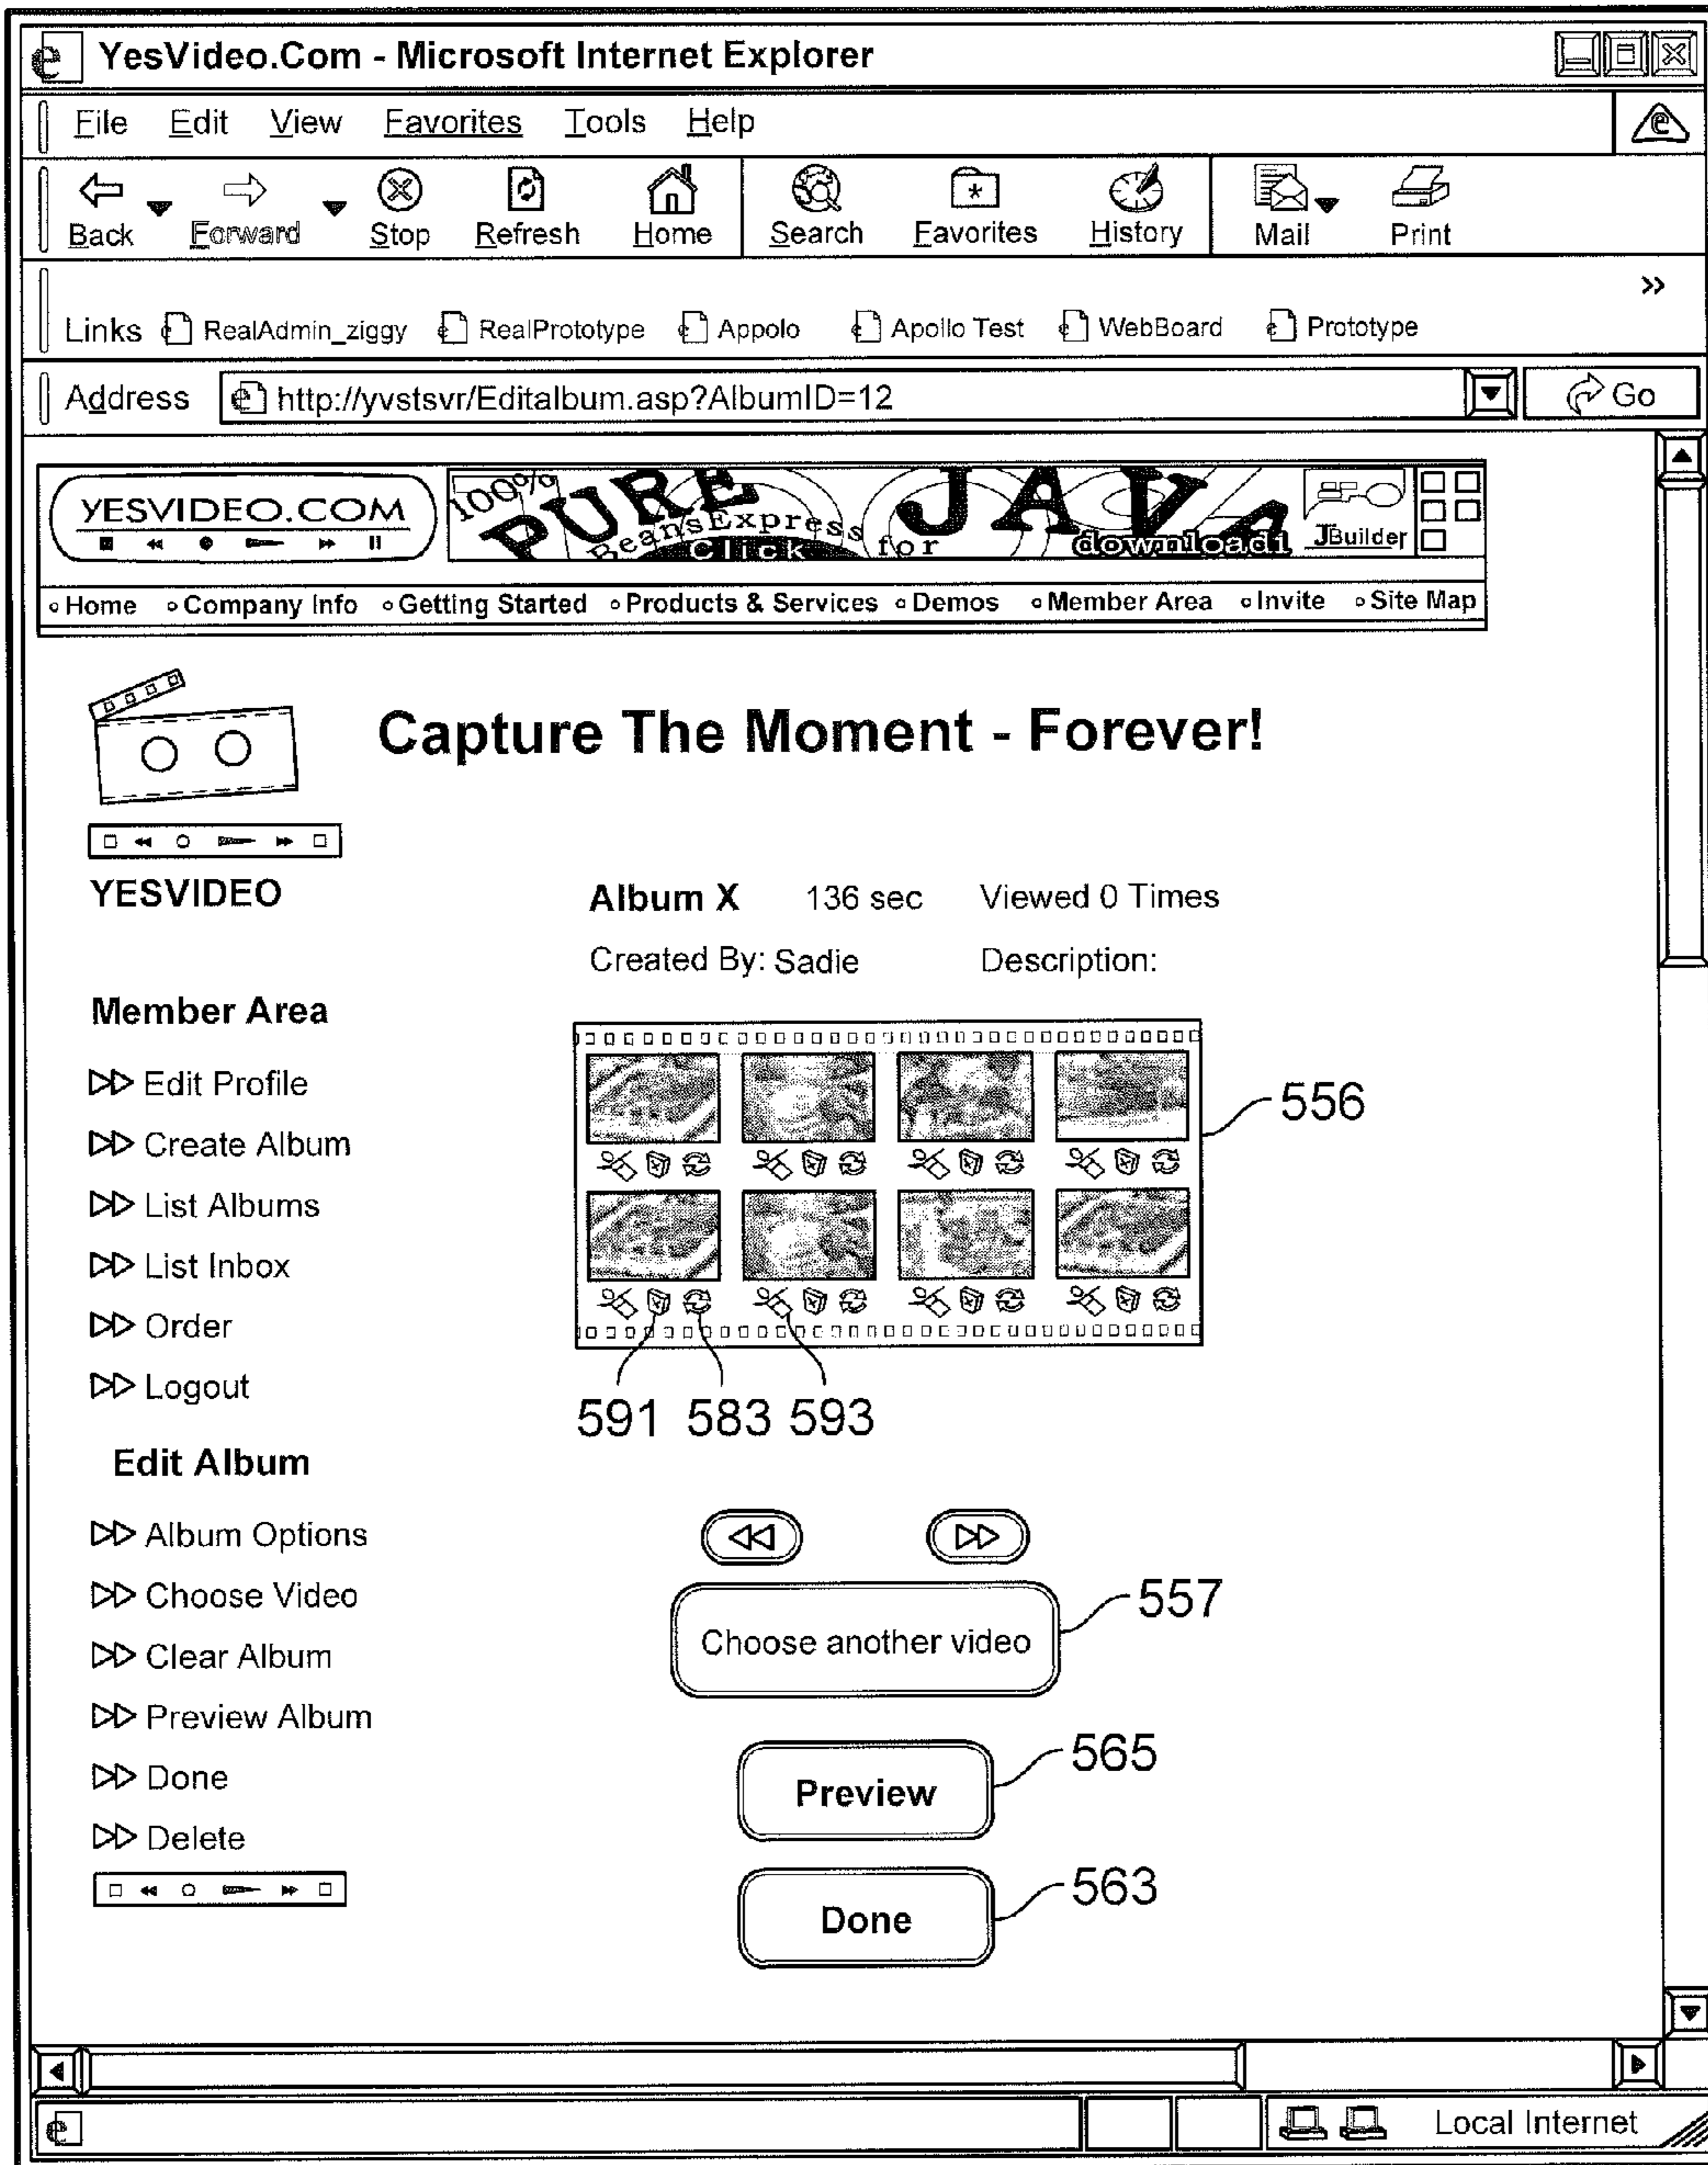 YesVideo.Com - Microsoft Internet Explorer
File Edit View Favorites Tools Help
Back Forward Stop Refresh Home Search Favorites History Mail Print
Links RealAdmin_ziggy RealPrototype Appolo Apollo Test WebBoard Prototype
Address http://yvstsvr/Editalbum.asp?AlbumID=12 Go
YESVIDEO.COM
100% PURE JAVA
BeansExpress for JBuilder
Click downloadi
Home Company Info Getting Started Products & Services Demos Member Area Invite Site Map
Capture The Moment - Forever!
YESVIDEO
Album X 136 sec Viewed 0 Times
Created By: Sadie Description:
Member Area
Edit Profile
Create Album
List Albums
List Inbox
Order
Logout
556
591 583 593
Edit Album
Album Options
Choose Video
Clear Album
Preview Album
Done
Delete
Choose another video
557
Preview
565
Done
563
Local Internet